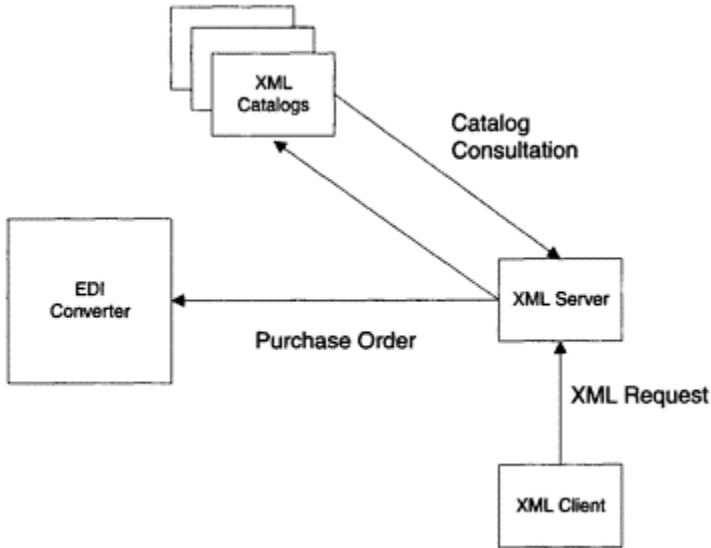 XML
Catalogs
Catalog
Consultation
EDI
Converter
XML Server
Purchase Order
XML Request
XML Client